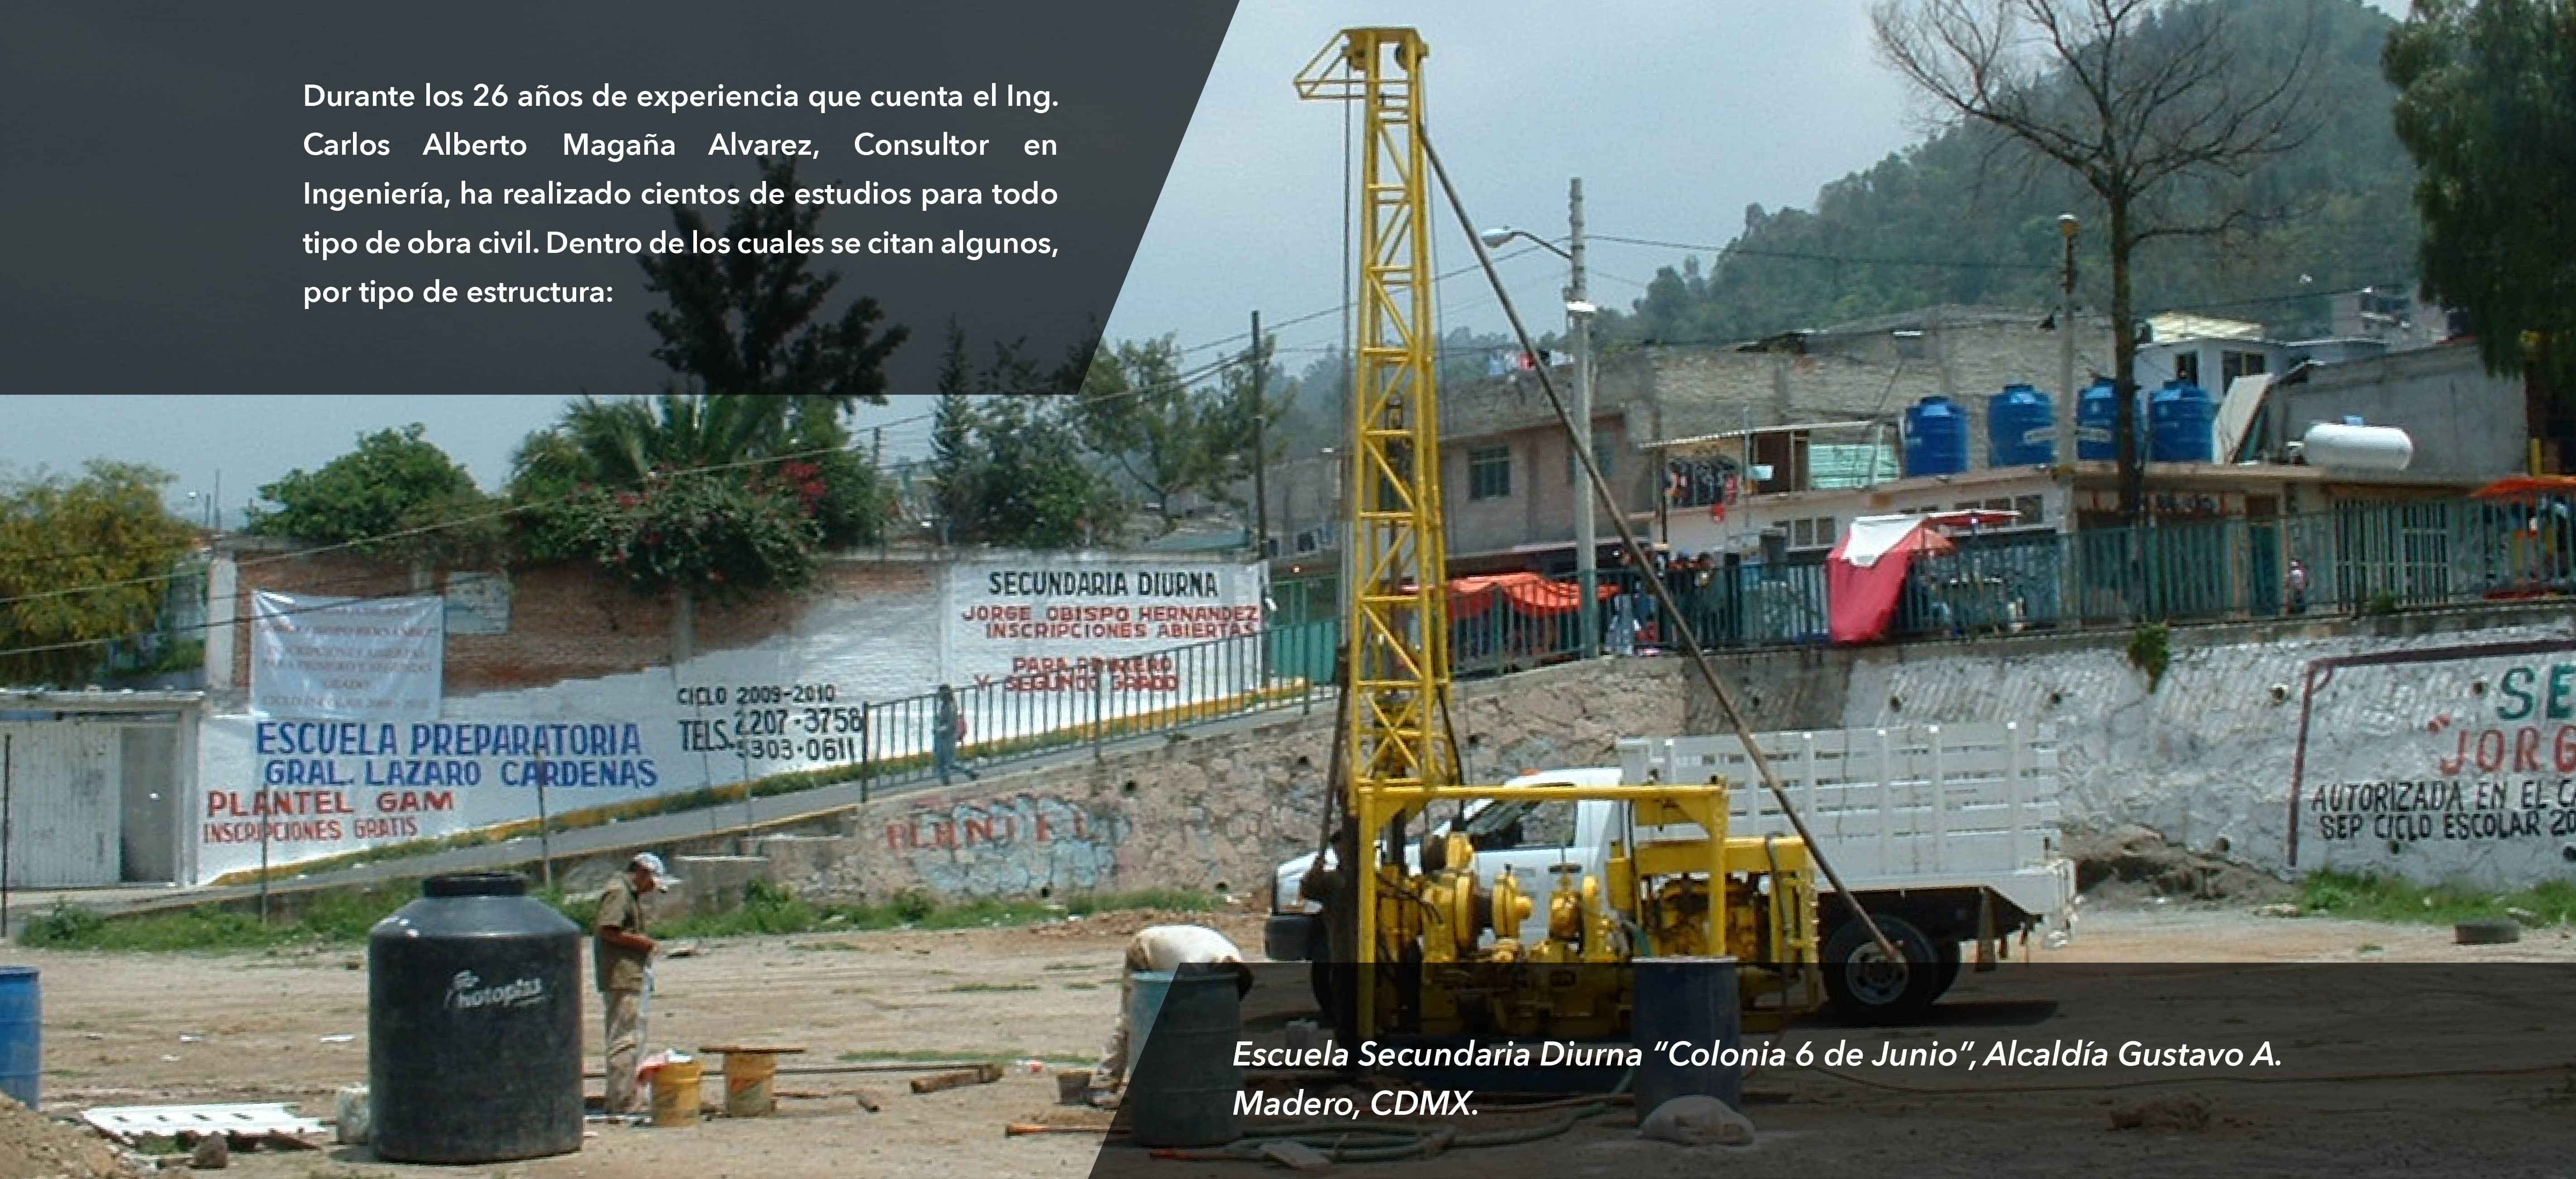 Durante los 26 años de experiencia que cuenta el Ing.
Carlos Alberto Magaña Alvarez, Consultor en
Ingeniería, ha realizado cientos de estudios para todo
tipo de obra civil. Dentro de los cuales se citan algunos,
por tipo de estructura:
SECUNDARIA DIURNA
JORGE OBISPO HERNANDEZ
INSCRIPCIONES ABIERTAS
PARA PRIMERO
Y SEGUNDO GRADO
CICLO 2009-2010
TELS. 2207-3758
5303-0611
ESCUELA PREPARATORIA
GRAL. LAZARO CARDENAS
PLANTEL GAM
INSCRIPCIONES GRATIS
PLANTEL
SE
"JORG
AUTORIZADA EN EL C
SEP CICLO ESCOLAR 20
Rotoplas
Escuela Secundaria Diurna “Colonia 6 de Junio”, Alcaldía Gustavo A.
Madero, CDMX.